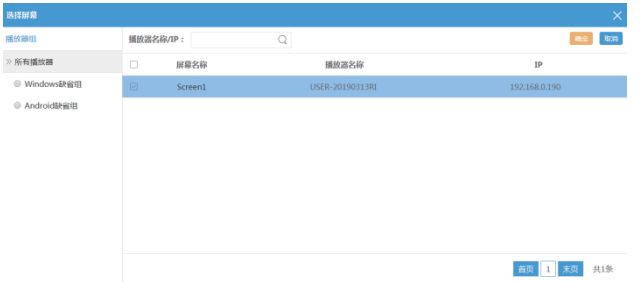 选择屏幕
播放器组
播放器名称/IP：
确定
取消
所有播放器
屏幕名称
播放器名称
IP
Windows缺省组
Screen1
USER-20190313RI
192.168.0.190
Android缺省组
首页 1 末页 共1条